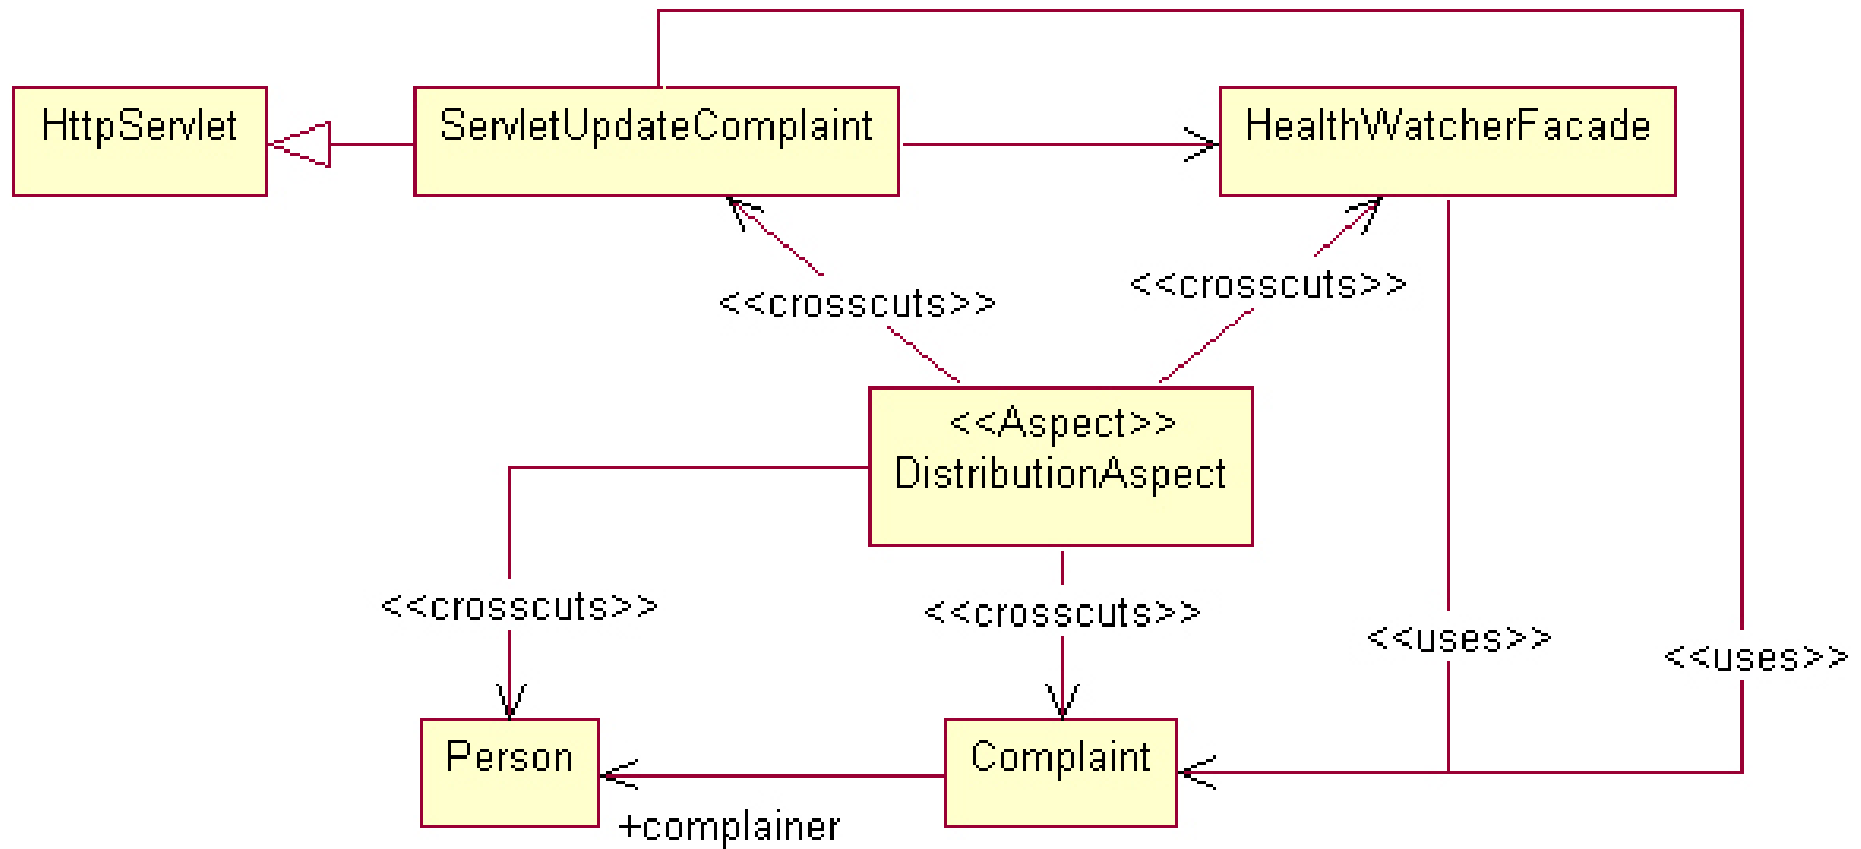 HttpServlet
ServletUpdateComplaint
HealthWatcherFacade
<<crosscuts>>
<<crosscuts>>
<<Aspect>>
DistributionAspect
<<crosscuts>>
<<crosscuts>>
<<uses>>
<<uses>>
Person
Complaint
+complainer